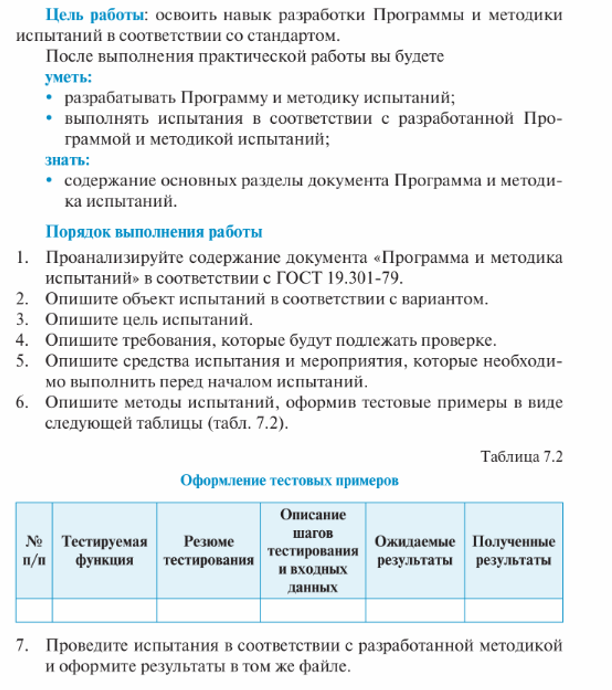 Цель работы: освоить навык разработки Программы и методики
испытаний в соответствии со стандартом.
После выполнения практической работы вы будете
уметь:
• разрабатывать Программу и методику испытаний;
• выполнять испытания в соответствии с разработанной Про-
граммой и методикой испытаний;
знать:
• содержание основных разделы документа Программа и методи-
ка испытаний.
Порядок выполнения работы
1. Проанализируйте содержание документа «Программа и методика
испытаний» в соответствии с ГОСТ 19.301-79.
2. Опишите объект испытаний в соответствии с вариантом.
3. Опишите цель испытаний.
4. Опишите требования, которые будут подлежать проверке.
5. Опишите средства испытания и мероприятия, которые необходи-
мо выполнить перед началом испытаний.
6. Опишите методы испытаний, оформив тестовые примеры в виде
следующей таблицы (табл. 7.2).
Таблица 7.2
Оформление тестовых примеров
№
п/п
Тестируемая
функция
Резюме
тестирования
Описание
шагов
тестирования
и входных
данных
Ожидаемые
результаты
Полученные
результаты
7. Проведите испытания в соответствии с разработанной методикой
и оформите результаты в том же файле.